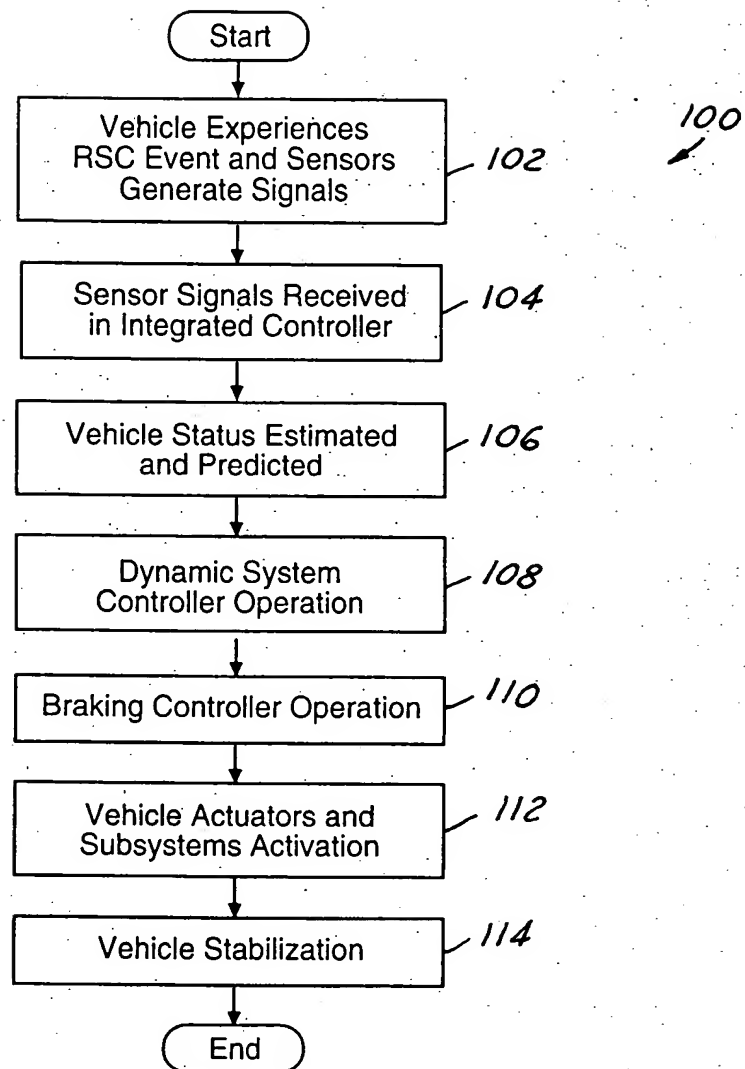 Start
100
Vehicle Experiences
RSC Event and Sensors
Generate Signals
102
Sensor Signals Received
in Integrated Controller
104
Vehicle Status Estimated
and Predicted
106
Dynamic System
Controller Operation
108
Braking Controller Operation
110
Vehicle Actuators and
Subsystems Activation
112
Vehicle Stabilization
114
End